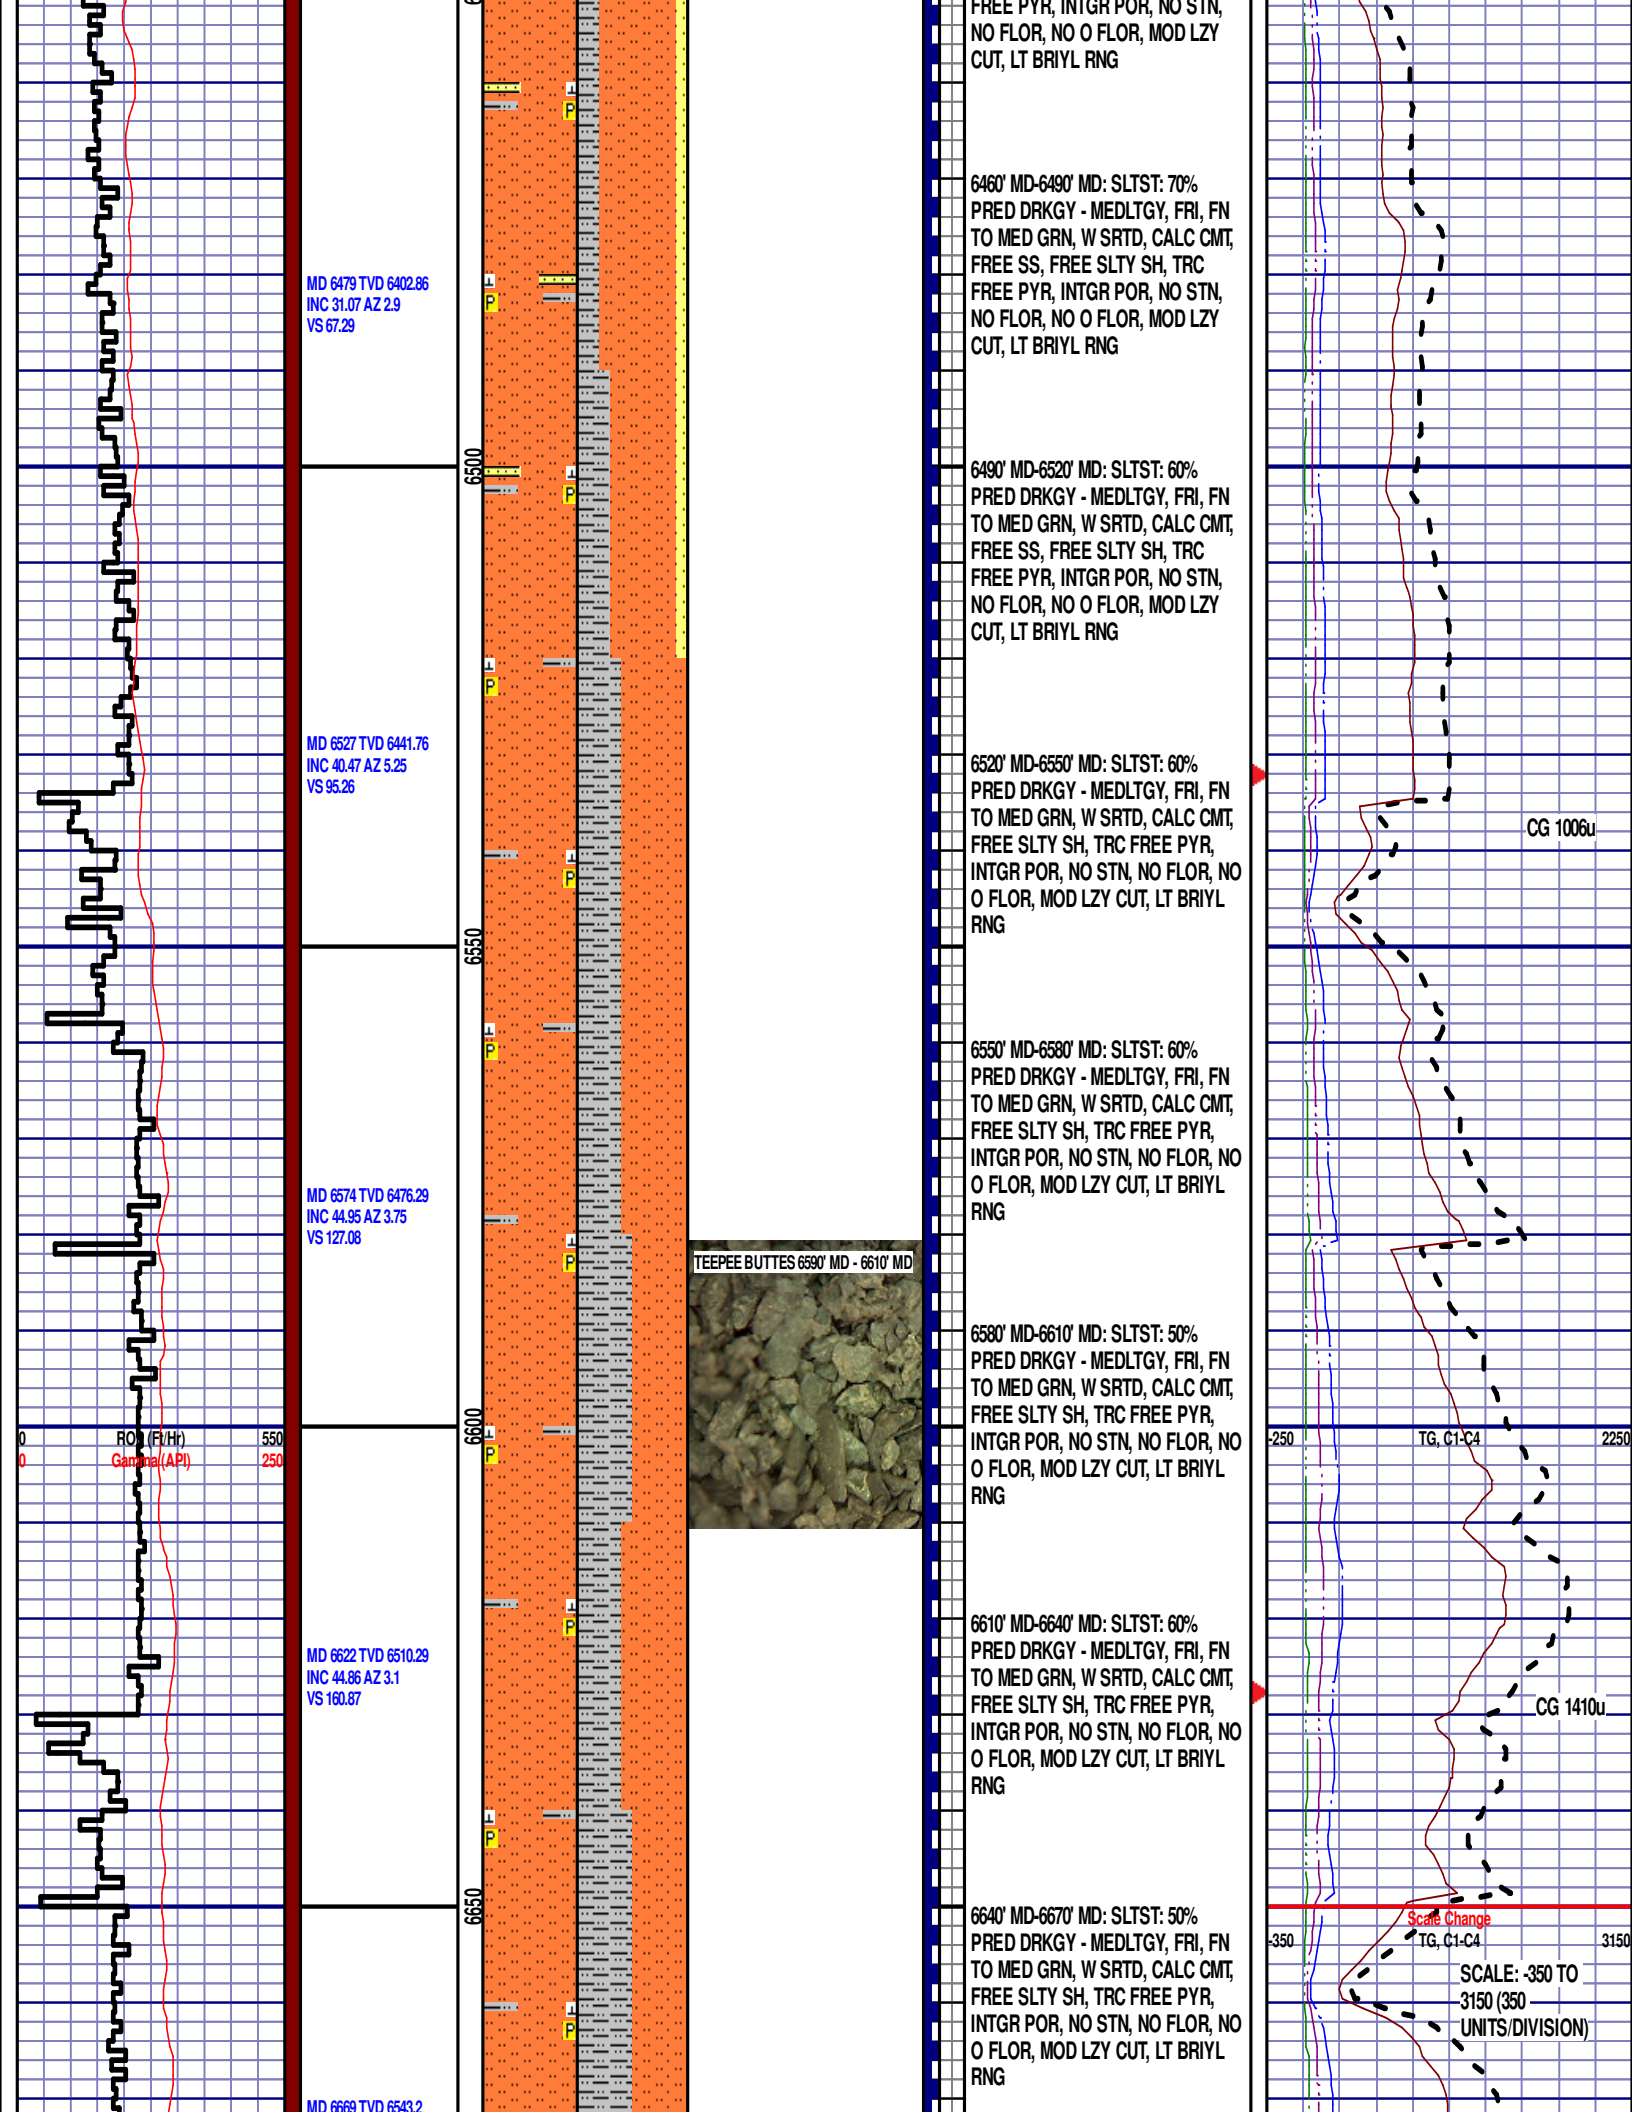 FREE PYR, INTGR POR, NO STN,
NO FLOR, NO O FLOR, MOD LZY
CUT, LT BRIYL RNG
P
6460' MD-6490' MD: SLTST: 70%
PRED DRKGY - MEDLTGY, FRI, FN
TO MED GRN, W SRTD, CALC CMT,
FREE SS, FREE SLTY SH, TRC
FREE PYR, INTGR POR, NO STN,
NO FLOR, NO O FLOR, MOD LZY
CUT, LT BRIYL RNG
MD 6479 TVD 6402.86
INC 31.07 AZ 2.9
VS 67.29
P
6500
P
6490' MD-6520' MD: SLTST: 60%
PRED DRKGY - MEDLTGY, FRI, FN
TO MED GRN, W SRTD, CALC CMT,
FREE SS, FREE SLTY SH, TRC
FREE PYR, INTGR POR, NO STN,
NO FLOR, NO O FLOR, MOD LZY
CUT, LT BRIYL RNG
P
MD 6527 TVD 6441.76
INC 40.47 AZ 5.25
VS 95.26
6520' MD-6550' MD: SLTST: 60%
PRED DRKGY - MEDLTGY, FRI, FN
TO MED GRN, W SRTD, CALC CMT,
FREE SLTY SH, TRC FREE PYR,
INTGR POR, NO STN, NO FLOR, NO
O FLOR, MOD LZY CUT, LT BRIYL
RNG
CG 1006u
P
6550
P
6550' MD-6580' MD: SLTST: 60%
PRED DRKGY - MEDLTGY, FRI, FN
TO MED GRN, W SRTD, CALC CMT,
FREE SLTY SH, TRC FREE PYR,
INTGR POR, NO STN, NO FLOR, NO
O FLOR, MOD LZY CUT, LT BRIYL
RNG
MD 6574 TVD 6476.29
INC 44.95 AZ 3.75
VS 127.08
P
TEEPEE BUTTES 6590' MD - 6610' MD
6580' MD-6610' MD: SLTST: 50%
PRED DRKGY - MEDLTGY, FRI, FN
TO MED GRN, W SRTD, CALC CMT,
FREE SLTY SH, TRC FREE PYR,
INTGR POR, NO STN, NO FLOR, NO
O FLOR, MOD LZY CUT, LT BRIYL
RNG
6600
0 (Ft/Hr) 550
0 Gamma (API) 250
P
-250 TG, C1-C4 2250
P
6610' MD-6640' MD: SLTST: 60%
PRED DRKGY - MEDLTGY, FRI, FN
TO MED GRN, W SRTD, CALC CMT,
FREE SLTY SH, TRC FREE PYR,
INTGR POR, NO STN, NO FLOR, NO
O FLOR, MOD LZY CUT, LT BRIYL
RNG
MD 6622 TVD 6510.29
INC 44.86 AZ 3.1
VS 160.87
CG 1410u
P
6650
6640' MD-6670' MD: SLTST: 50%
PRED DRKGY - MEDLTGY, FRI, FN
TO MED GRN, W SRTD, CALC CMT,
FREE SLTY SH, TRC FREE PYR,
INTGR POR, NO STN, NO FLOR, NO
O FLOR, MOD LZY CUT, LT BRIYL
RNG
Scale Change
-350 TG, C1-C4 3150
SCALE: -350 TO
3150 (350
UNITS/DIVISION)
P
MD 6669 TVD 6543.2